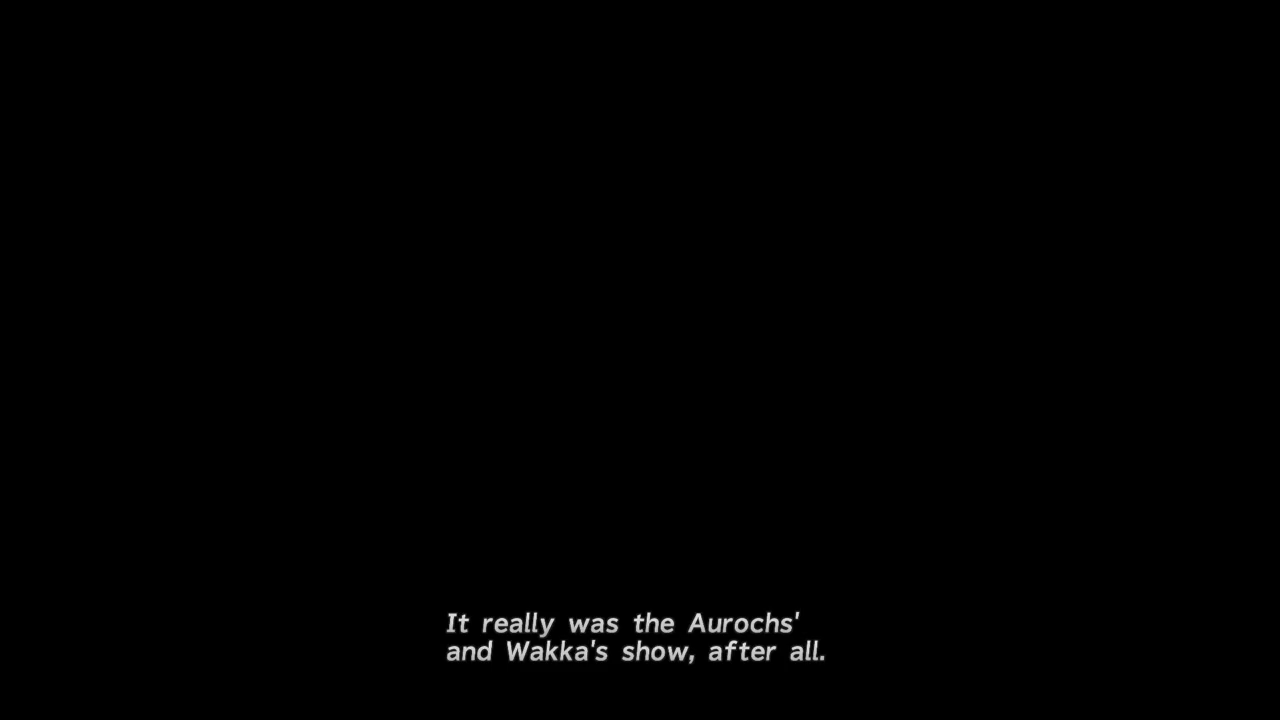 It really was the Aurochs'
and Wakka's show, after all.